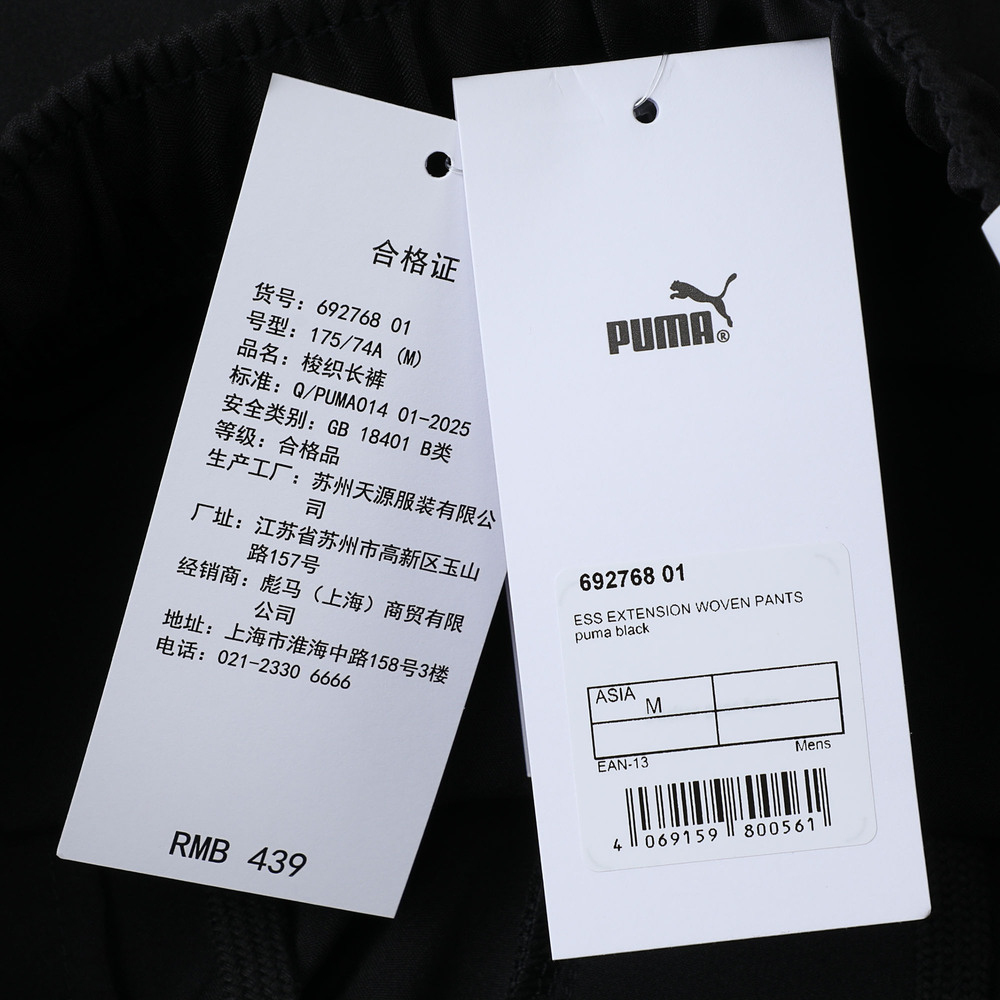 合格证
货号: 692768 01
号型: 175/74A (M)
品名: 梭织长裤
标准: Q/PUMA014 01-2025
安全类别: GB 18401 B类
等级: 合格品
生产工厂: 苏州天源服装有限公
司
厂址: 江苏省苏州市高新区玉山
路157号
经销商: 彪马（上海）商贸有限
公司
地址: 上海市淮海中路158号3楼
电话: 021-2330 6666
RMB 439
PUMA®
692768 01
ESS EXTENSION WOVEN PANTS
puma black
ASIA M
Mens
EAN-13
4 069159 800561